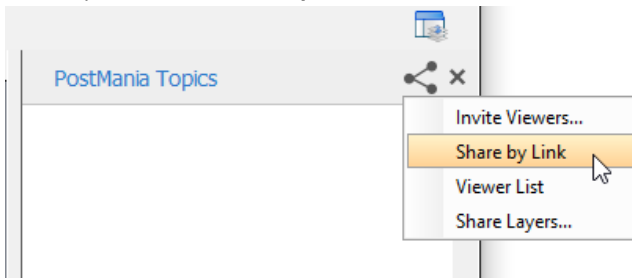 PostMania Topics
Invite Viewers...
Share by Link
Viewer List
Share Layers...